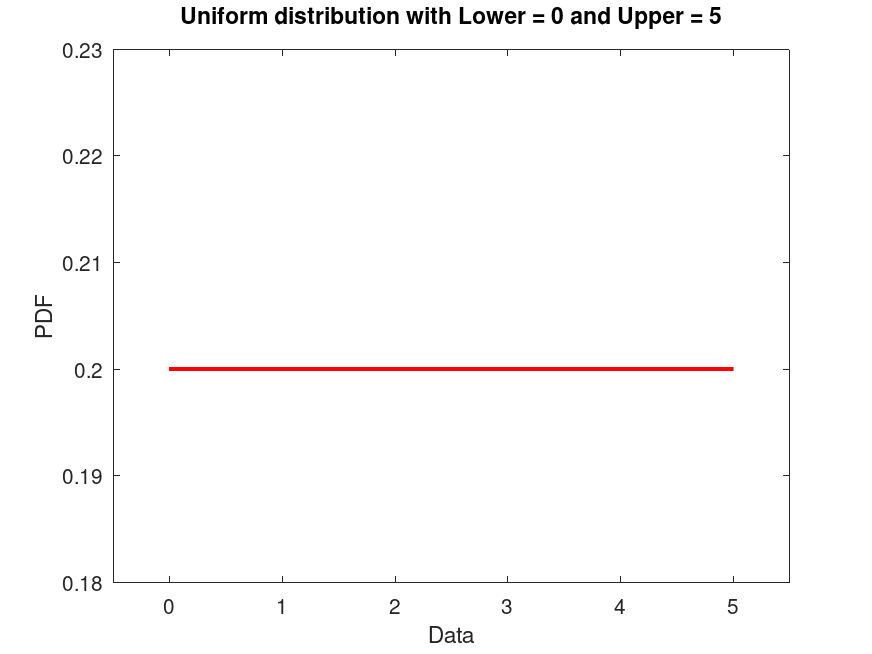 Uniform distribution with Lower = 0 and Upper = 5
0.23
0.22
0.21
0.2
0.19
0.18
PDF
0 1 2 3 4 5
Data